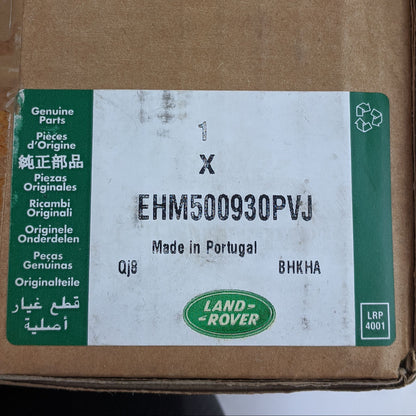 Genuine
Parts
Pièces
d'Origine
純正部品
Piezas
Originales
Ricambi
Originali
Originele
Onderdelen
Peças
Genuinas
Originalteile
قطع غيار
أصلية
1
X
EHM500930PVJ
Made in Portugal
Qj8 BHKHA
LAND-
-ROVER
LRP
4001